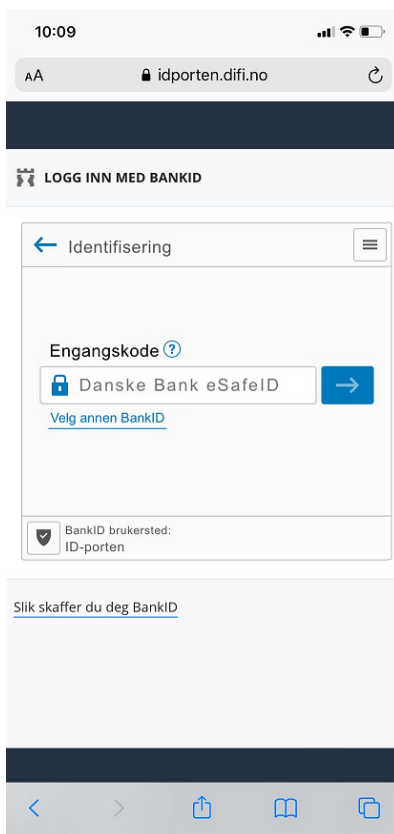 10:09
AA idporten.difi.no
LOGG INN MED BANKID
Identifisering
Engangskode ?
Danske Bank eSafeID
Velg annen BankID
BankID brukersted:
ID-porten
Slik skaffer du deg BankID